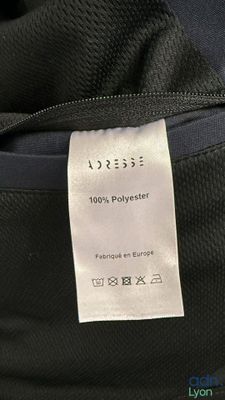 ADRESSE
100% Polyester
Fabriqué en Europe
adn
Lyon